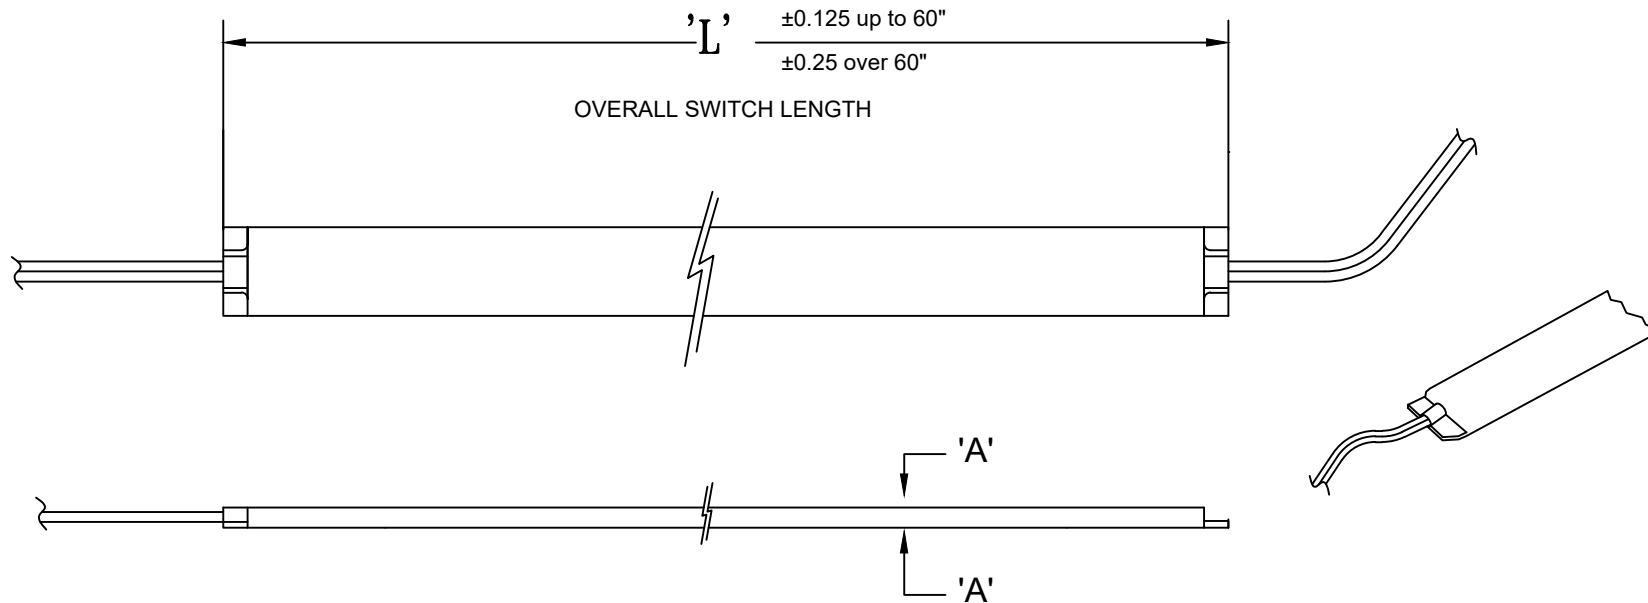 ±0.125 up to 60"
'L'
±0.25 over 60"
OVERALL SWITCH LENGTH
'A'
'A'